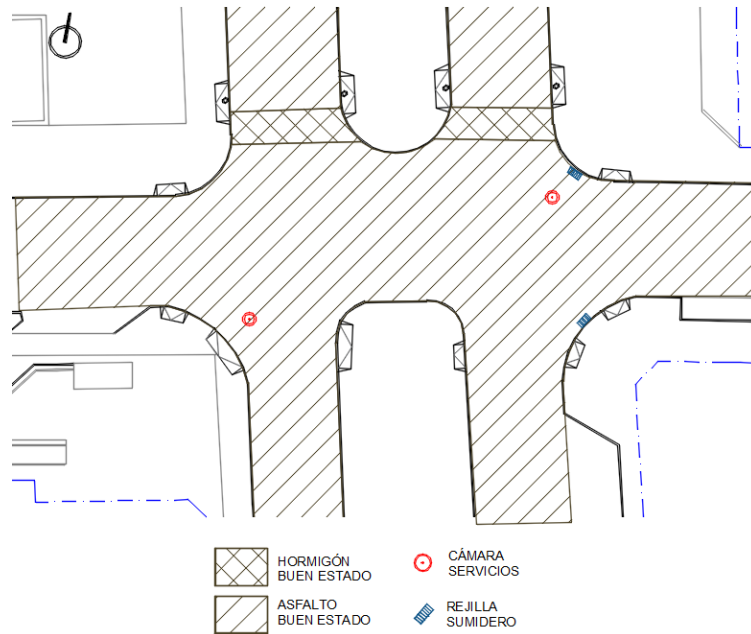 HORMIGÓN
BUEN ESTADO
CÁMARA
SERVICIOS
ASFALTO
BUEN ESTADO
REJILLA
SUMIDERO